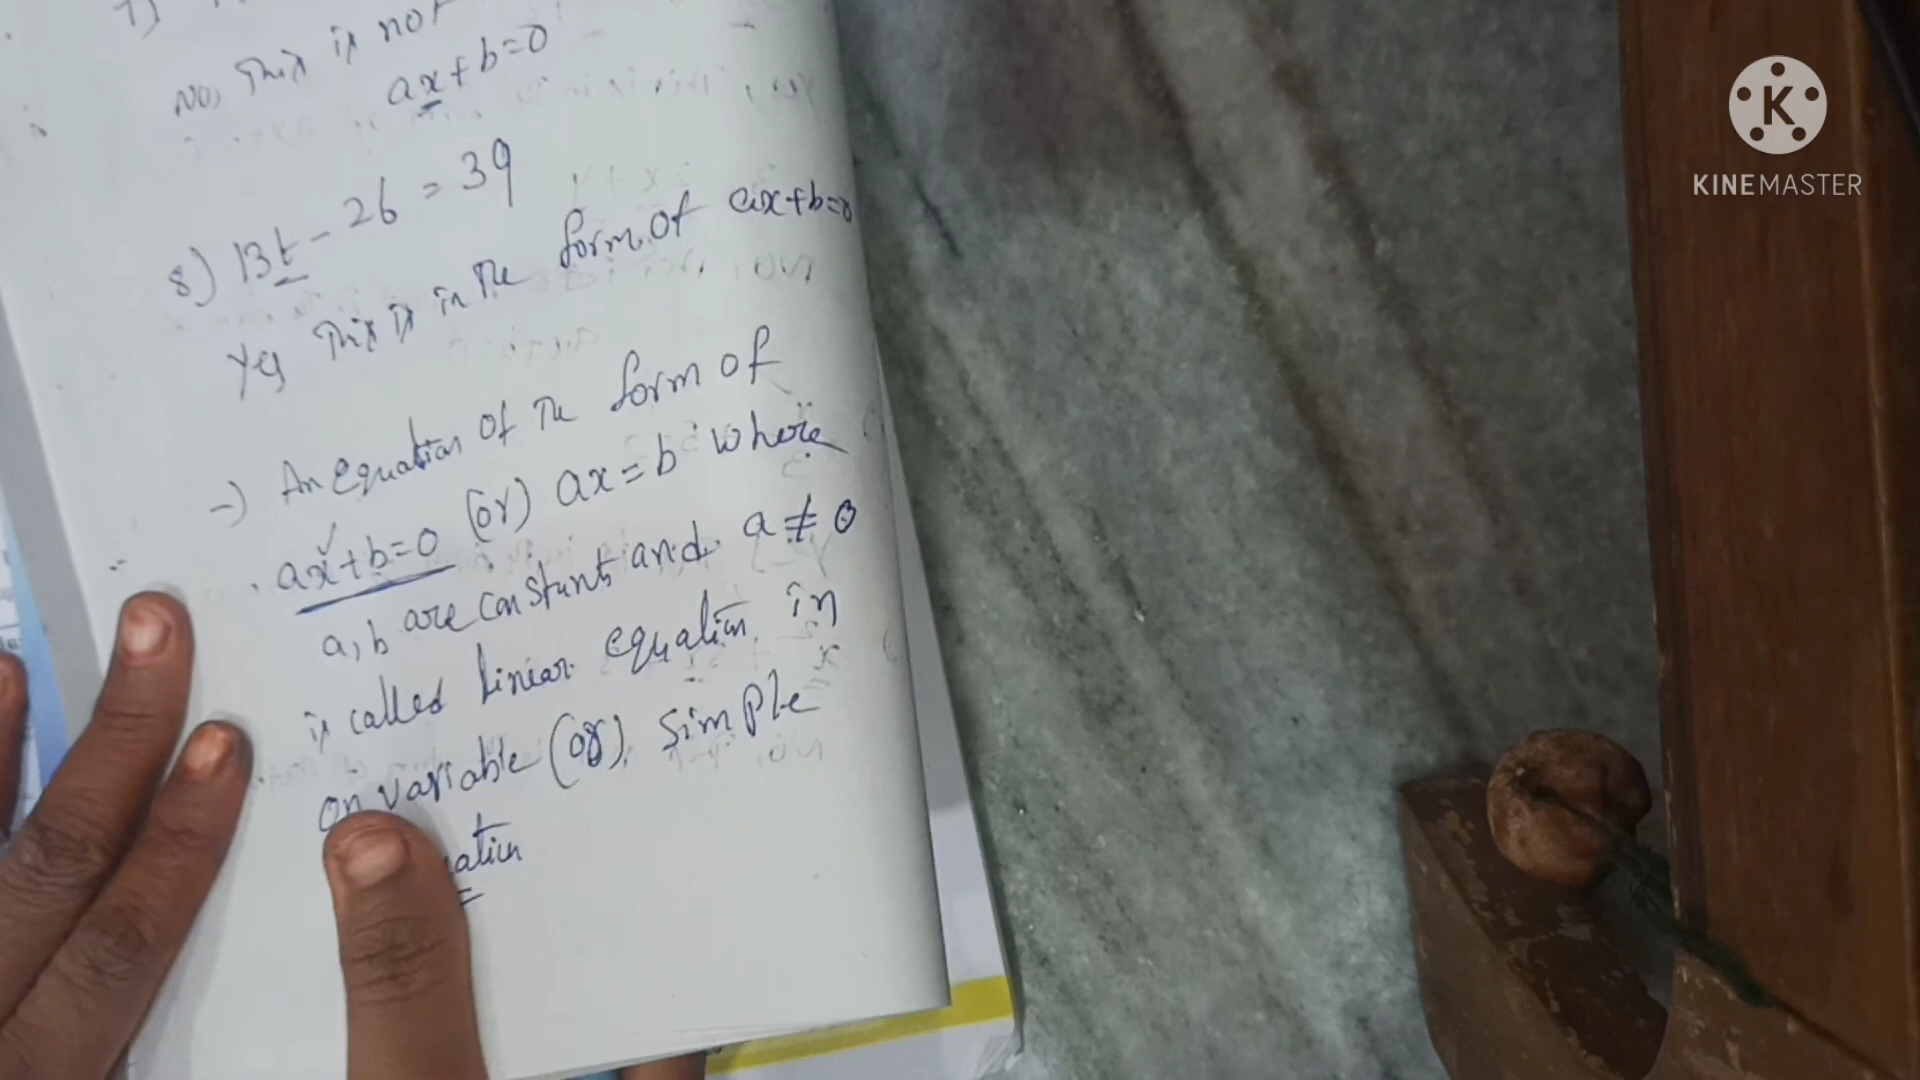 7)
No, This is not
ax+b=0
8) 13t - 26 = 39
Yes, This is in the form of ax+b=0
-) An equation of the form of
ax+b=0 (or) ax=b where
a, b are constants and a ≠ 0
is called Linear equation in
on variable (or) simple
ation
K
KINEMASTER